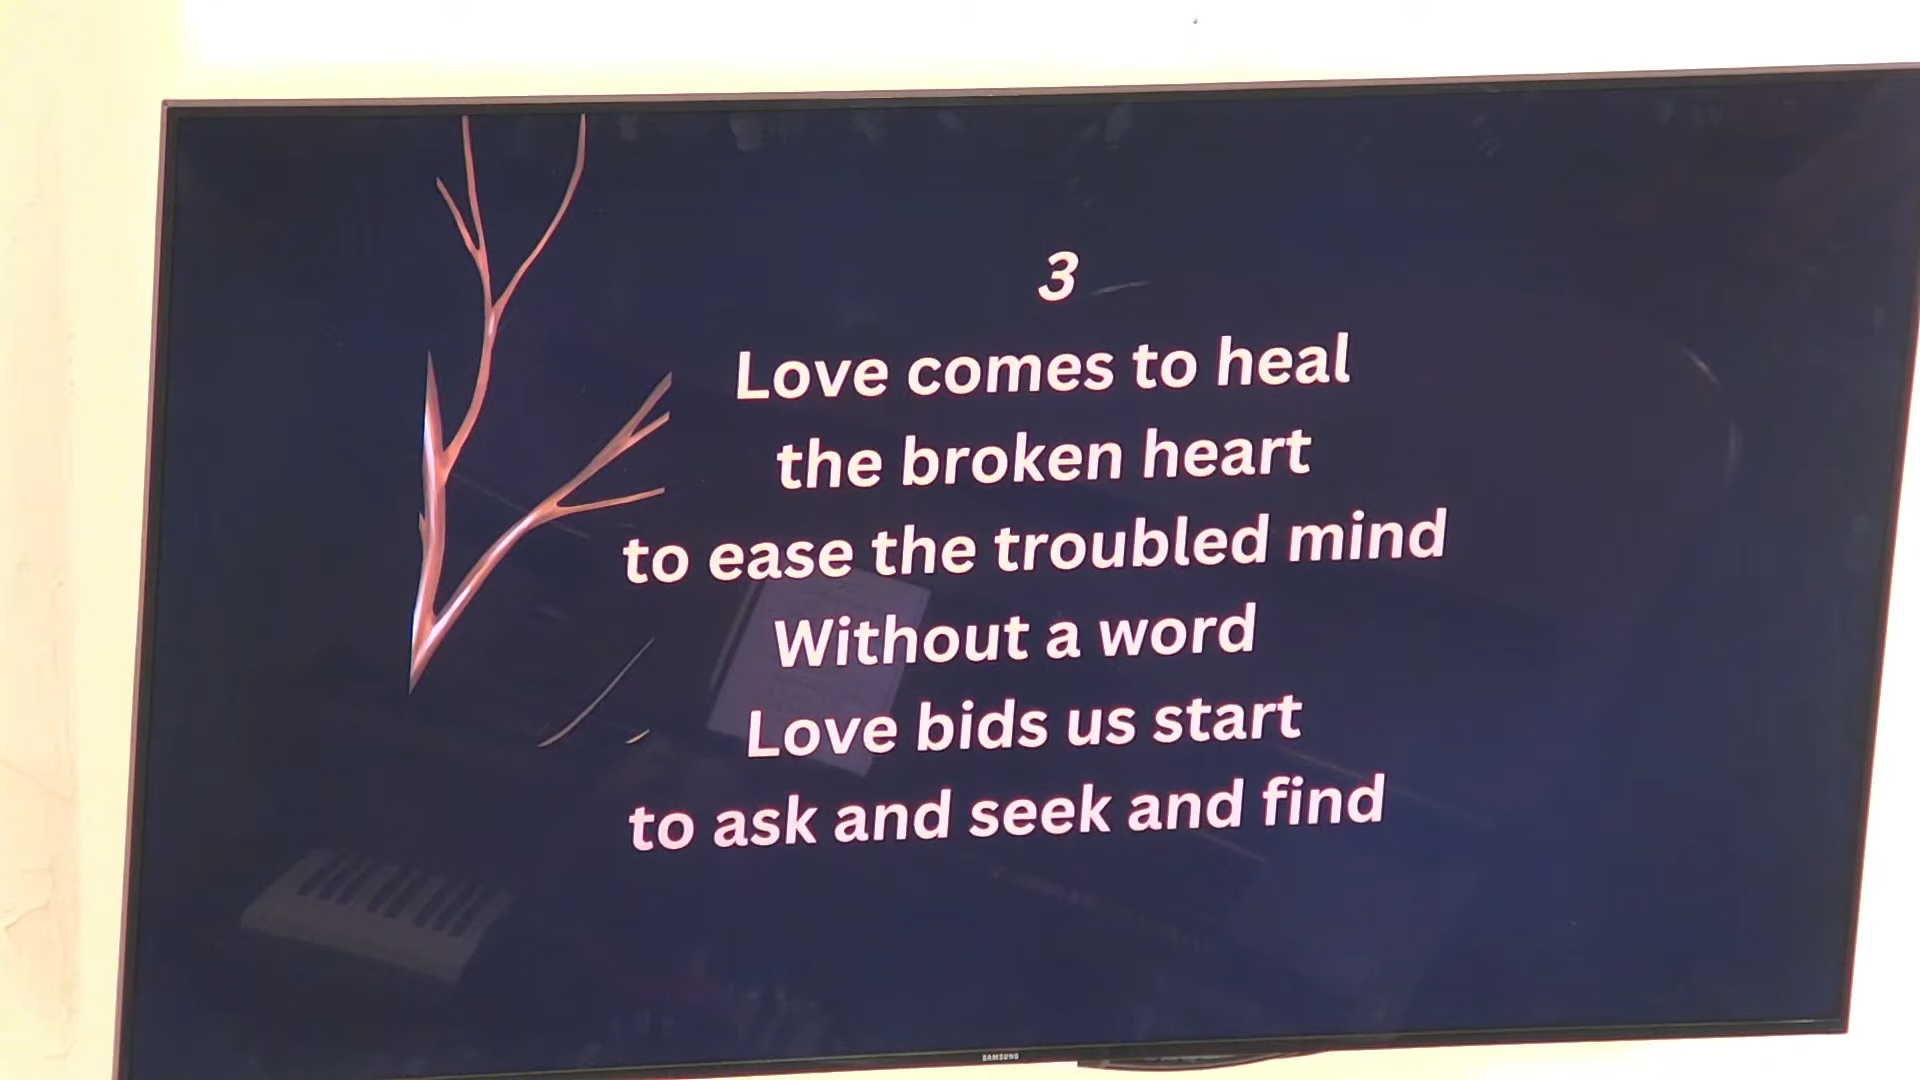 3
Love comes to heal
the broken heart
to ease the troubled mind
Without a word
Love bids us start
to ask and seek and find
SAMSUNG